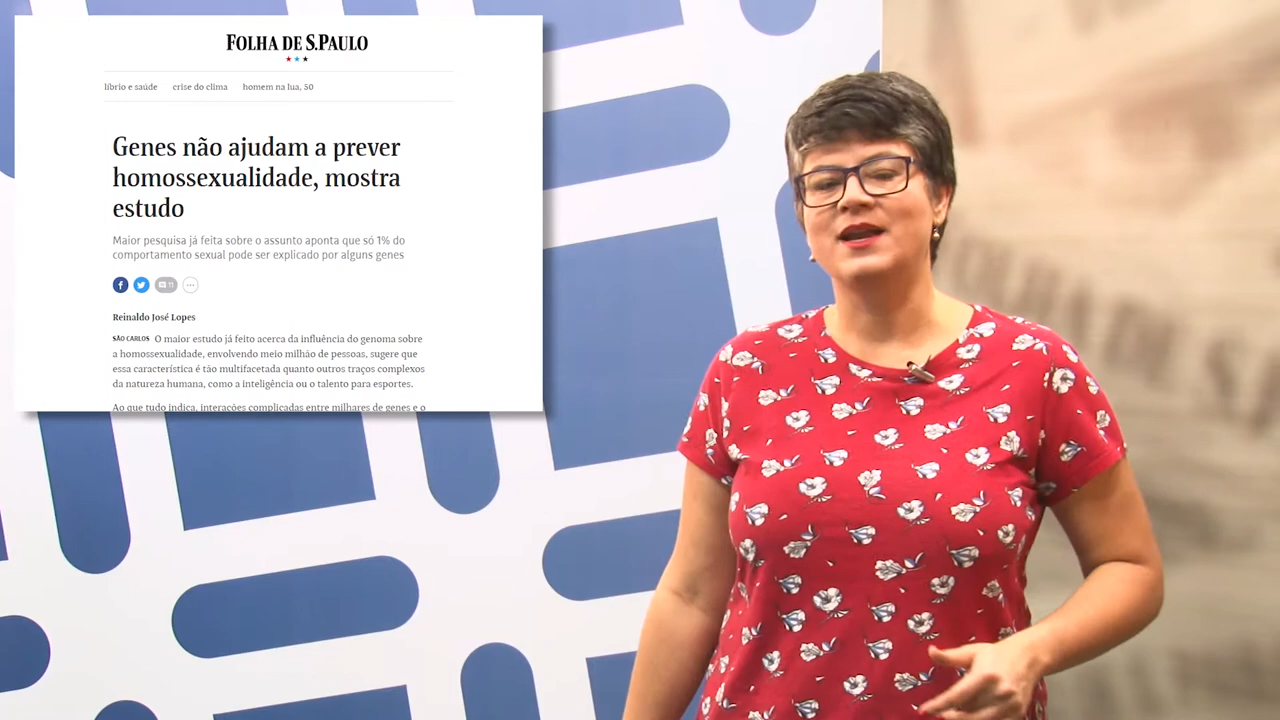 FOLHA DE S.PAULO
líbrio e saúde crise do clima homem na lua, 50
Genes não ajudam a prever
homossexualidade, mostra
estudo
Maior pesquisa já feita sobre o assunto aponta que só 1% do
comportamento sexual pode ser explicado por alguns genes
11
Reinaldo José Lopes
SÃO CARLOS O maior estudo já feito acerca da influência do genoma sobre
a homossexualidade, envolvendo meio milhão de pessoas, sugere que
essa característica é tão multifacetada quanto outros traços complexos
da natureza humana, como a inteligência ou o talento para esportes.
Ao que tudo indica, interações complicadas entre milhares de genes e o